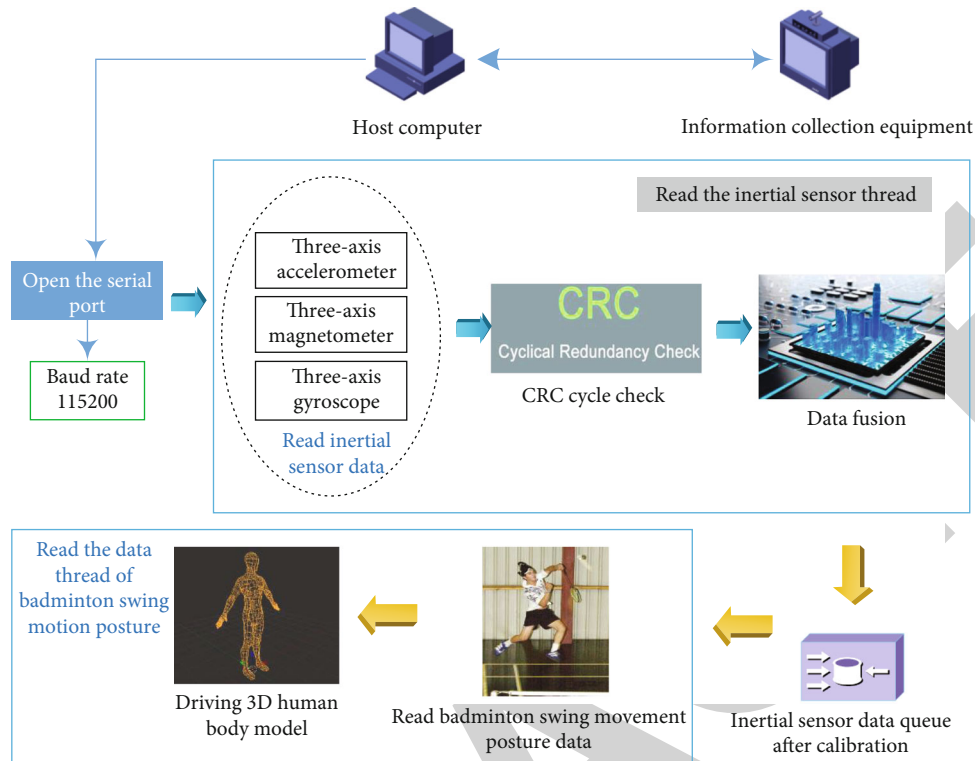 Host computer
Information collection equipment
Read the inertial sensor thread
Open the serial
port
Baud rate
115200
Three-axis
accelerometer
Three-axis
magnetometer
Three-axis
gyroscope
Read inertial
sensor data
CRC
Cyclical Redundancy Check
CRC cycle check
Data fusion
Read the data
thread of
badminton swing
motion posture
Driving 3D human
body model
Read badminton swing movement
posture data
Inertial sensor data queue
after calibration